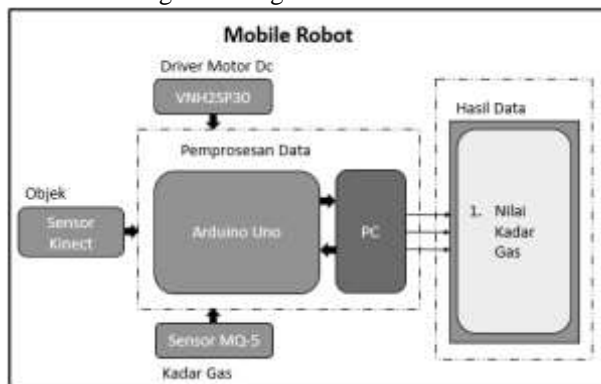 Mobile Robot
Driver Motor Dc
VNH2SP30
Hasil Data
Pemprosesan Data
Objek
Sensor
Kinect
Arduino Uno
PC
1. Nilai
Kadar
Gas
Sensor MQ-5
Kadar Gas